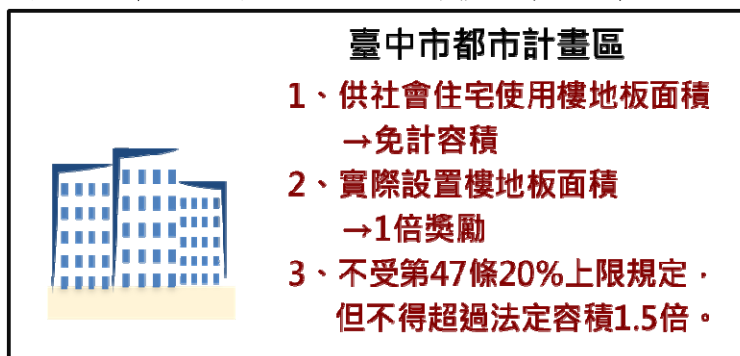 臺中市都市計畫區
1、供社會住宅使用樓地板面積
→免計容積
2、實際設置樓地板面積
→1倍獎勵
3、不受第47條20%上限規定，
但不得超過法定容積1.5倍。